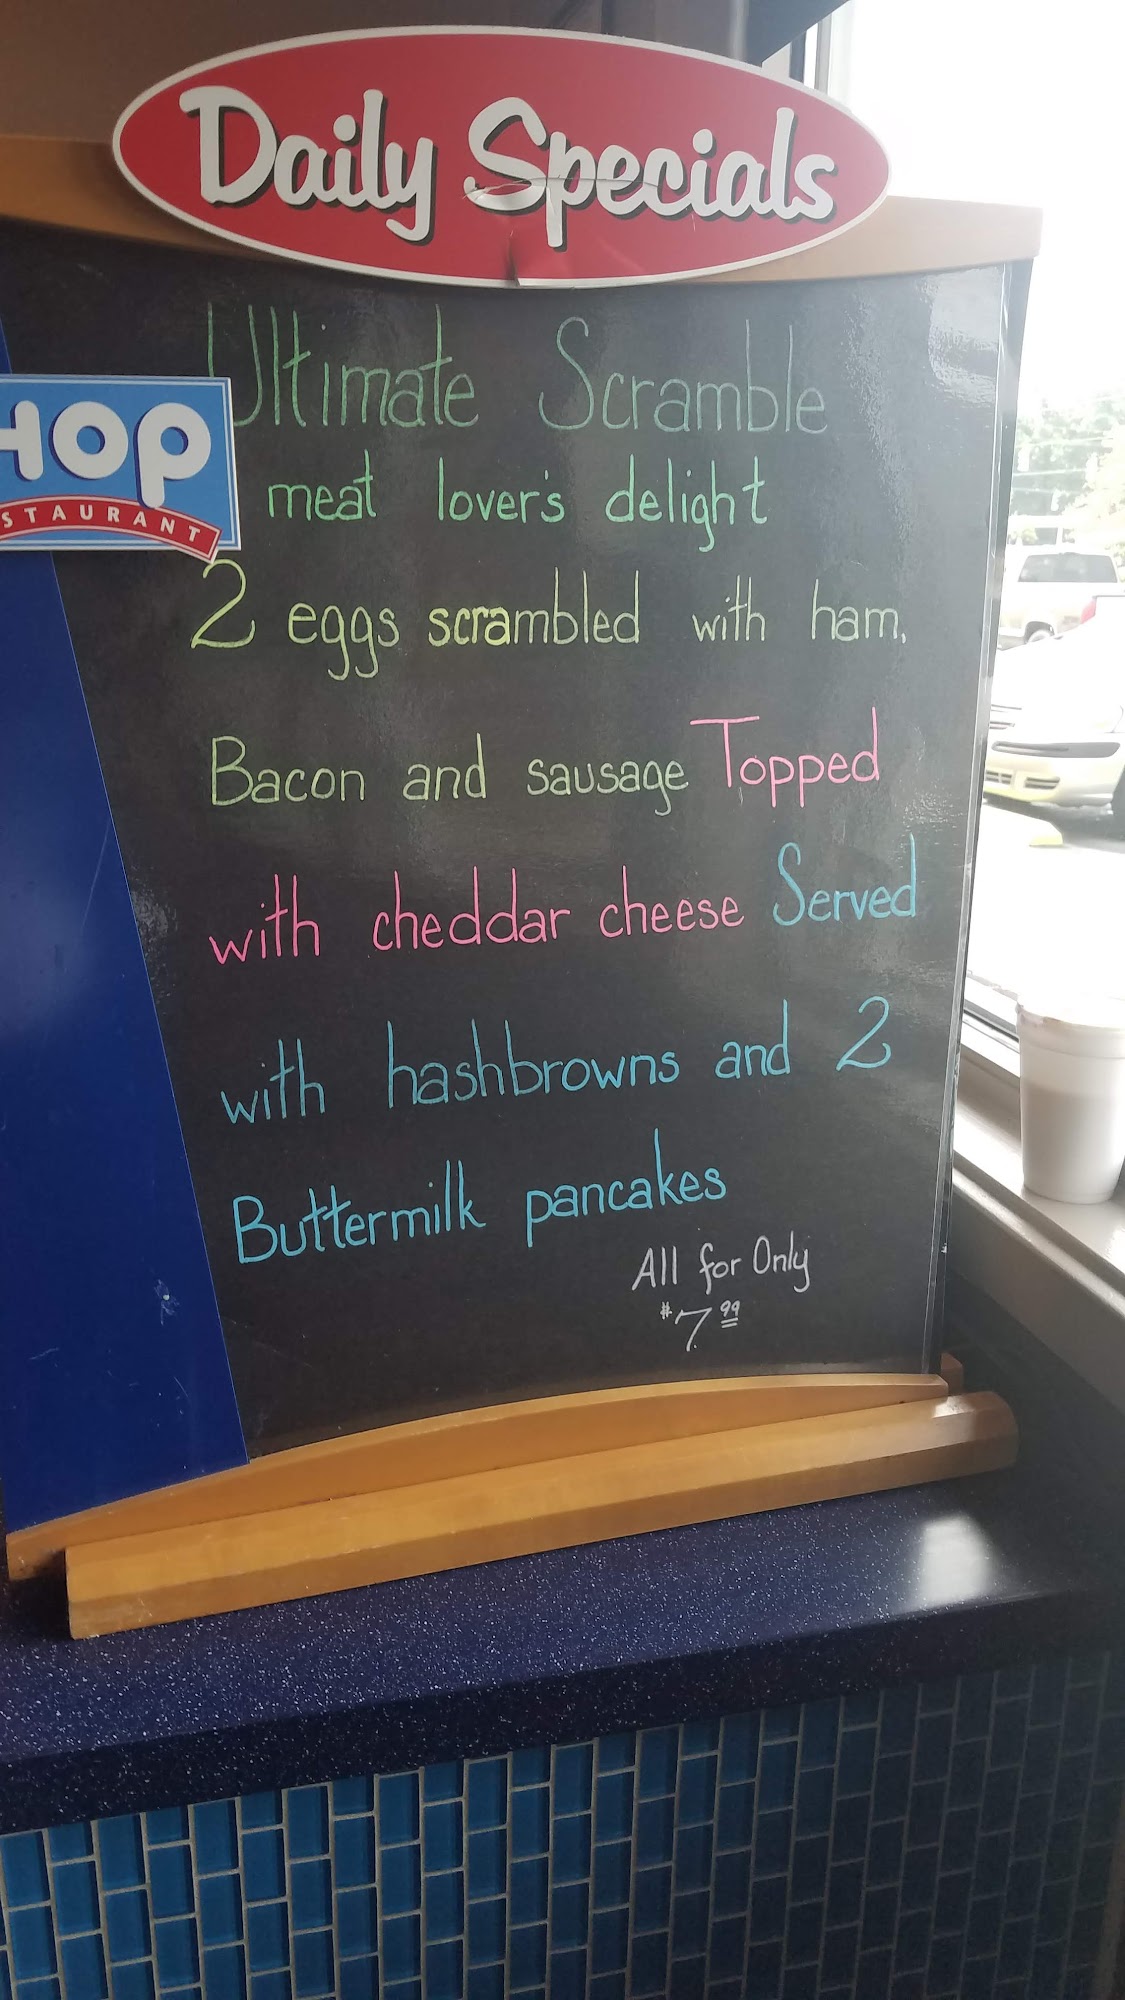 Daily Specials
Ultimate Scramble
HOP
STAURANT
meat lover's delight
2 eggs scrambled with ham,
Bacon and sausage Topped
with cheddar cheese Served
with hashbrowns and 2
Buttermilk pancakes
All for Only
$7.99